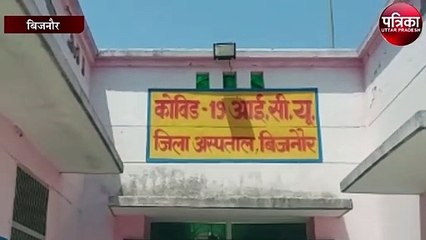 बिजनौर
पत्रिका
UTTAR PRADESH
कोविड-19 आई.सी.यू.
जिला अस्पताल, बिजनौर